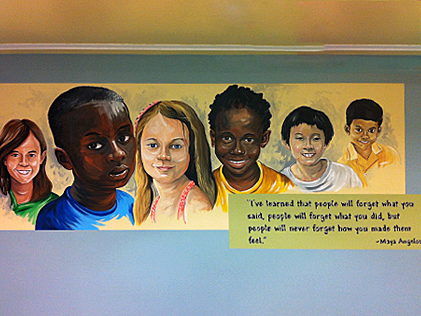 "I've learned that people will forget what you
said, people will forget what you did, but
people will never forget how you made them
feel."
~Maya Angelou